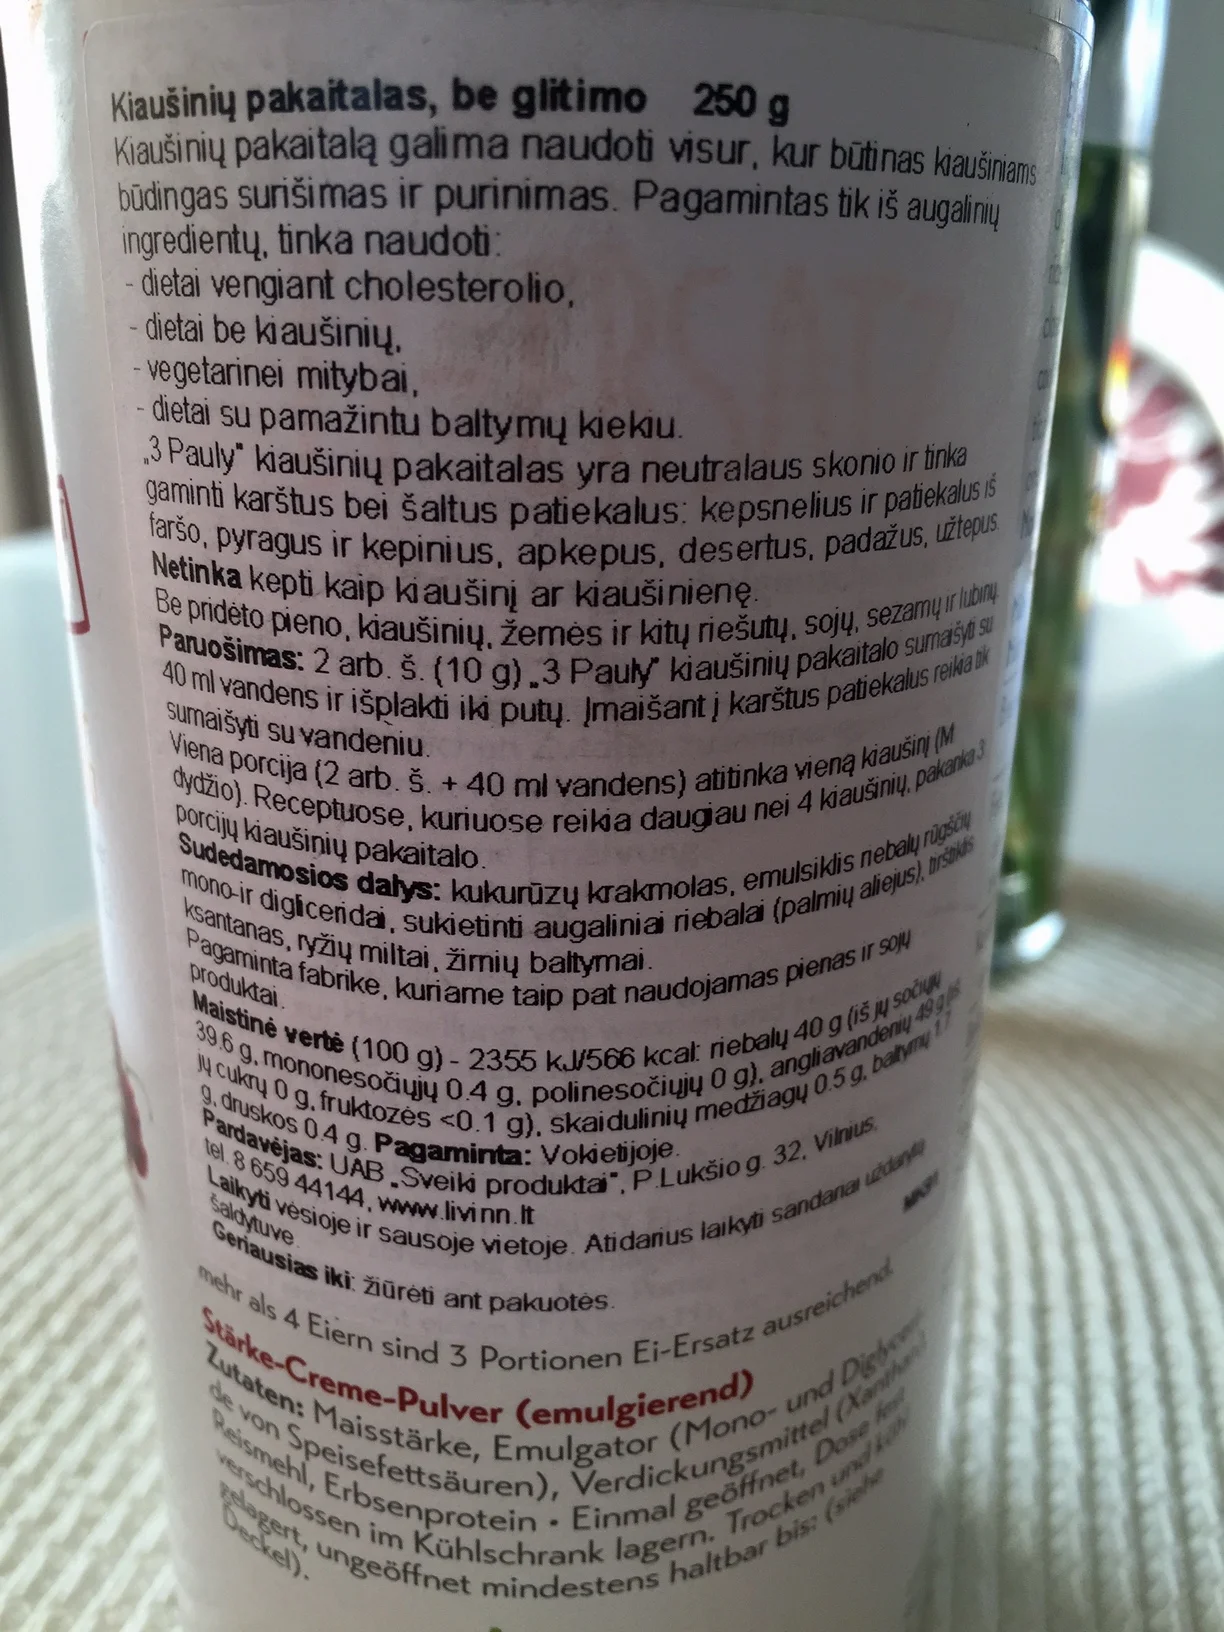 Kiaušinių pakaitalas, be glitimo 250 g
Kiaušinių pakaitalą galima naudoti visur, kur būtinas kiaušiniams
būdingas surišimas ir purinimas. Pagamintas tik iš augalinių
ingredientų, tinka naudoti:
- dietai vengiant cholesterolio,
- dietai be kiaušinių,
- vegetarinei mitybai,
- dietai su pamažintu baltymų kiekiu.
„3 Pauly" kiaušinių pakaitalas yra neutralaus skonio ir tinka
gaminti karštus bei šaltus patiekalus: kepsnelius ir patiekalus iš
faršo, pyragus ir kepinius, apkepus, desertus, padažus, užtepus.
Netinka kepti kaip kiaušinį ar kiaušinienę.
Be pridėto pieno, kiaušinių, žemės ir kitų riešutų, sojų, sezamų ir lubinų.
Paruošimas: 2 arb. š. (10 g) „3 Pauly" kiaušinių pakaitalo sumaišyti su
40 ml vandens ir išplakti iki putų. Įmaišant į karštus patiekalus reikia tik
sumaišyti su vandeniu.
Viena porcija (2 arb. š. + 40 ml vandens) atitinka vieną kiaušinį (M
dydžio). Receptuose, kuriuose reikia daugiau nei 4 kiaušinių, pakanka 3
porcijų kiaušinių pakaitalo.
Sudedamosios dalys: kukurūzų krakmolas, emulsiklis nebalų rūgščių
mono-ir digliceridai, sukietinti augaliniai riebalai (palmių aliejus), tirštiklis
ksantanas, ryžių miltai, žirnių baltymai.
Pagaminta fabrike, kuriame taip pat naudojamas pienas ir sojų
produktai.
Maistinė vertė (100 g) - 2355 kJ/566 kcal: riebalų 40 g (iš jų sočiųjų
39.6 g, mononesočiųjų 0.4 g, polinesočiųjų 0 g), angliavandenių 49 g (iš
jų cukrų 0 g, fruktozės <0.1 g), skaidulinių medžiagų 0.5 g, baltymų 1.7
g, druskos 0.4 g. Pagaminta: Vokietijoje.
Pardavėjas: UAB „Sveiki produktai", P.Lukšio g. 32, Vilnius,
tel. 8 659 44144, www.livinn.lt
Laikyti vėsioje ir sausoje vietoje. Atidarius laikyti sandariai uždarytą
šaldytuve.
Geriausias iki: žiūrėti ant pakuotės.
mehr als 4 Eiern sind 3 Portionen Ei-Ersatz ausreichend.
Stärke-Creme-Pulver (emulgierend)
Zutaten: Maisstärke, Emulgator (Mono- und Diglyceri
de von Speisefettsäuren), Verdickungsmittel (Xanthan),
Reismehl, Erbsenprotein • Einmal geöffnet, Dose fest
verschlossen im Kühlschrank lagern. Trocken und kühl
gelagert, ungeöffnet mindestens haltbar bis: (siehe
Deckel).